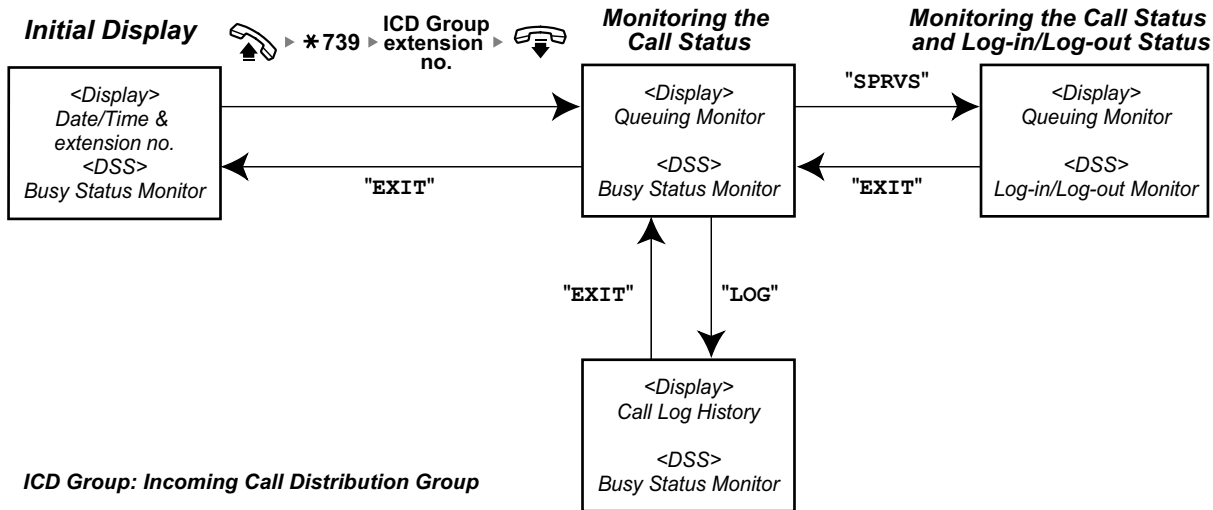 Initial Display
*739
ICD Group
extension
no.
Monitoring the
Call Status
Monitoring the Call Status
and Log-in/Log-out Status
<Display>
Date/Time &
extension no.
<DSS>
Busy Status Monitor
"EXIT"
<Display>
Queuing Monitor
<DSS>
Busy Status Monitor
"SPRVS"
"EXIT"
<Display>
Queuing Monitor
<DSS>
Log-in/Log-out Monitor
"EXIT"
"LOG"
<Display>
Call Log History
<DSS>
Busy Status Monitor
ICD Group: Incoming Call Distribution Group